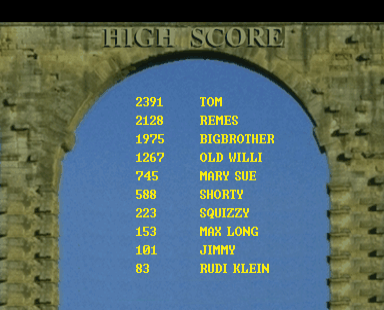 HIGH SCORE
2391 TOM
2128 REMES
1975 BIGBROTHER
1267 OLD WILLI
745 MARY SUE
588 SHORTY
223 SQUIZZY
153 MAX LONG
101 JIMMY
83 RUDI KLEIN